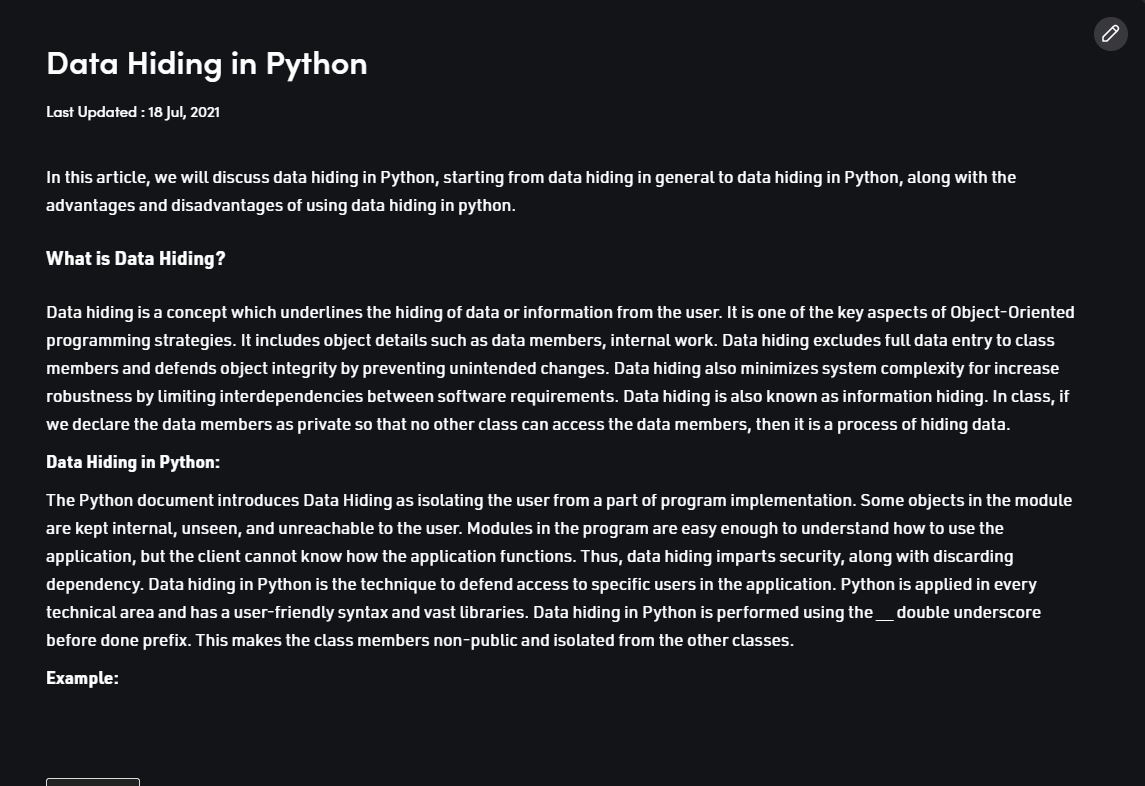 Data Hiding in Python
Last Updated : 18 Jul, 2021
In this article, we will discuss data hiding in Python, starting from data hiding in general to data hiding in Python, along with the
advantages and disadvantages of using data hiding in python.
What is Data Hiding?
Data hiding is a concept which underlines the hiding of data or information from the user. It is one of the key aspects of Object-Oriented
programming strategies. It includes object details such as data members, internal work. Data hiding excludes full data entry to class
members and defends object integrity by preventing unintended changes. Data hiding also minimizes system complexity for increase
robustness by limiting interdependencies between software requirements. Data hiding is also known as information hiding. In class, if
we declare the data members as private so that no other class can access the data members, then it is a process of hiding data.
Data Hiding in Python:
The Python document introduces Data Hiding as isolating the user from a part of program implementation. Some objects in the module
are kept internal, unseen, and unreachable to the user. Modules in the program are easy enough to understand how to use the
application, but the client cannot know how the application functions. Thus, data hiding imparts security, along with discarding
dependency. Data hiding in Python is the technique to defend access to specific users in the application. Python is applied in every
technical area and has a user-friendly syntax and vast libraries. Data hiding in Python is performed using the __ double underscore
before done prefix. This makes the class members non-public and isolated from the other classes.
Example: